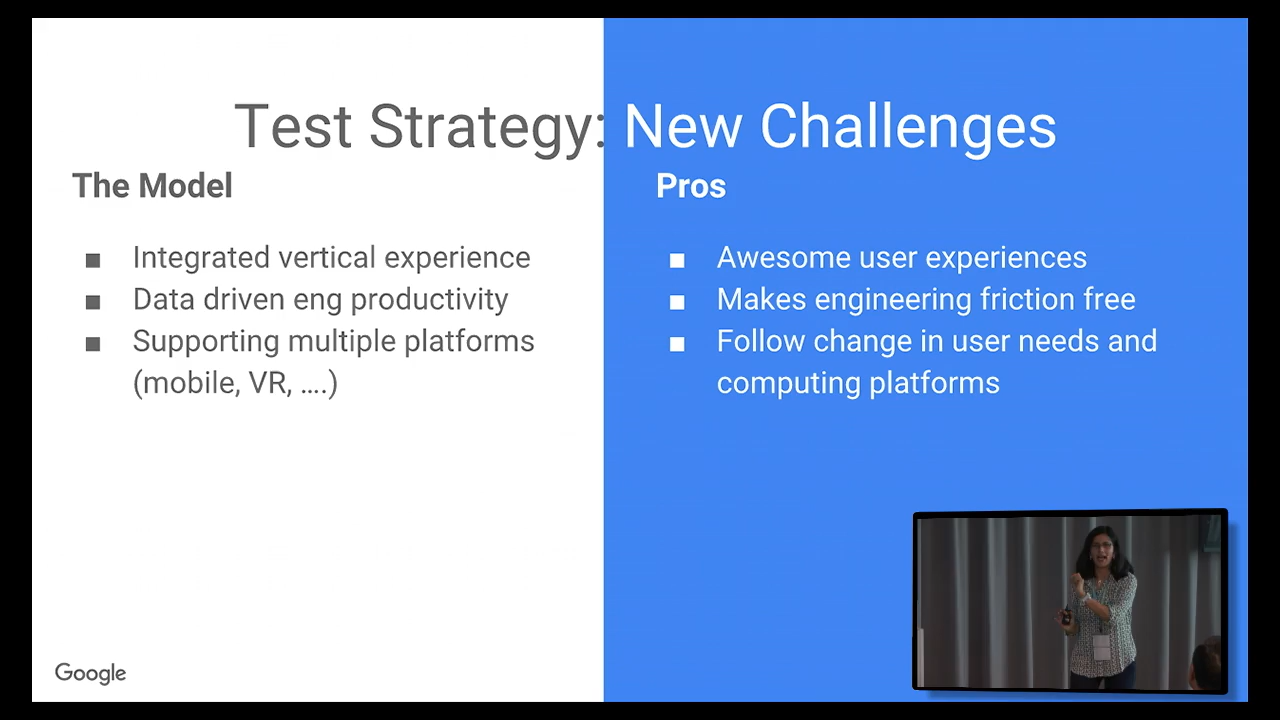 Test Strategy: New Challenges
The Model
■ Integrated vertical experience
■ Data driven eng productivity
■ Supporting multiple platforms
(mobile, VR, ....)
Pros
■ Awesome user experiences
■ Makes engineering friction free
■ Follow change in user needs and
computing platforms
Google